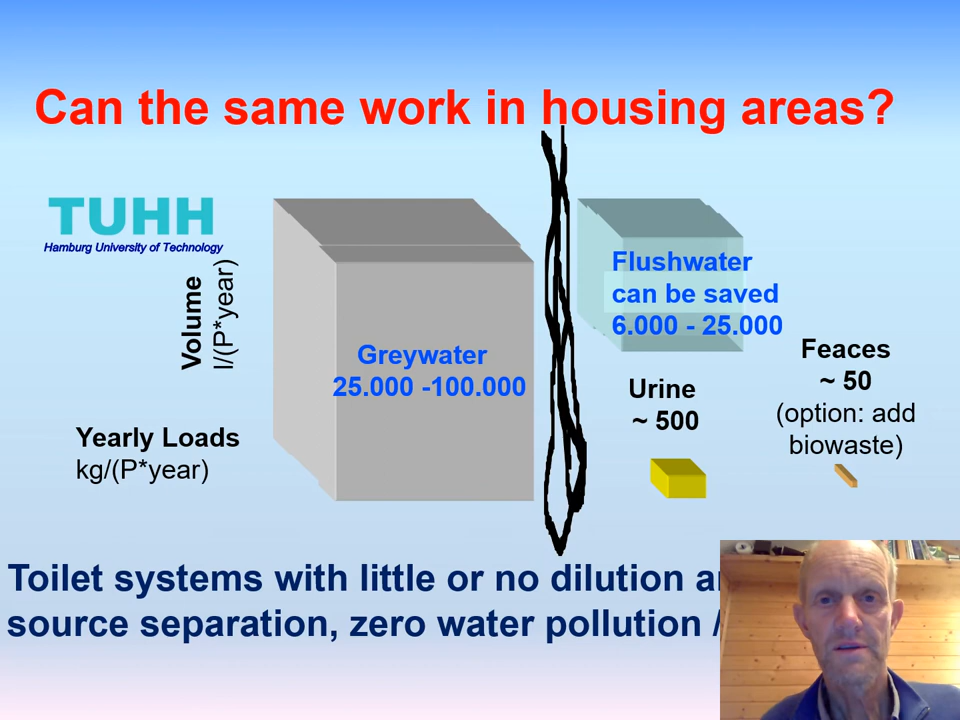 Can the same work in housing areas?
TUHH
Hamburg University of Technology
Volume
l/(P*year)
Yearly Loads
kg/(P*year)
Greywater
25.000 -100.000
Flushwater
can be saved
6.000 - 25.000
Urine
~ 500
Feaces
~ 50
(option: add
biowaste)
Toilet systems with little or no dilution
source separation, zero water pollution /